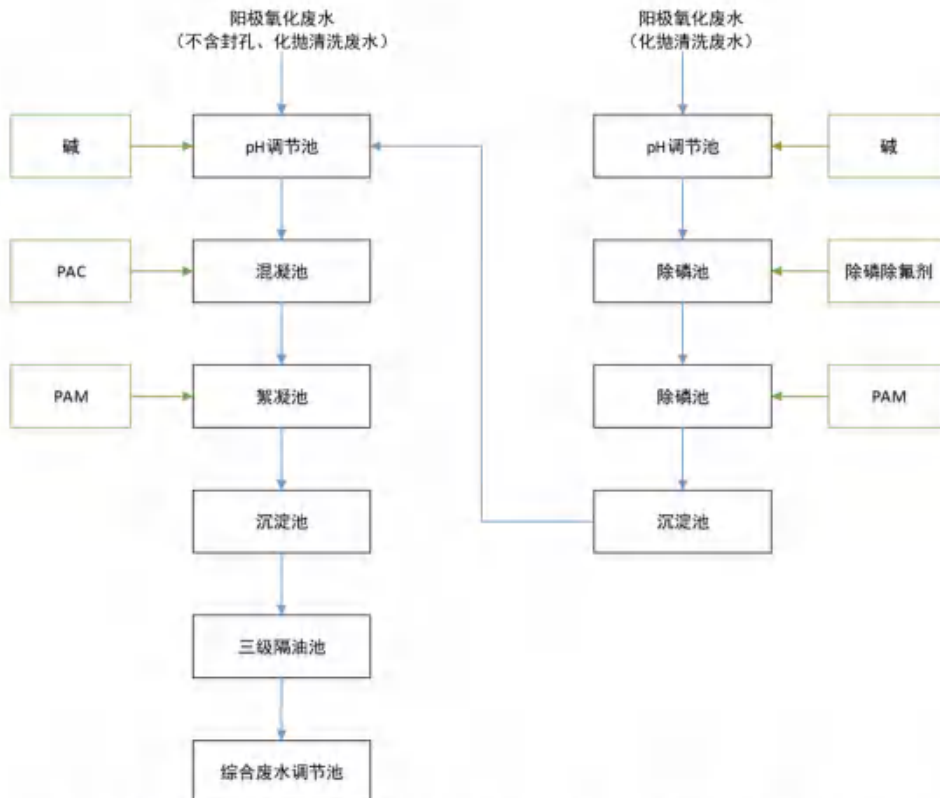 阳极氧化废水
（不含封孔、化抛清洗废水）
阳极氧化废水
（化抛清洗废水）
碱
pH调节池
pH调节池
碱
PAC
混凝池
除磷池
除磷除氟剂
PAM
絮凝池
除磷池
PAM
沉淀池
沉淀池
三级隔油池
综合废水调节池